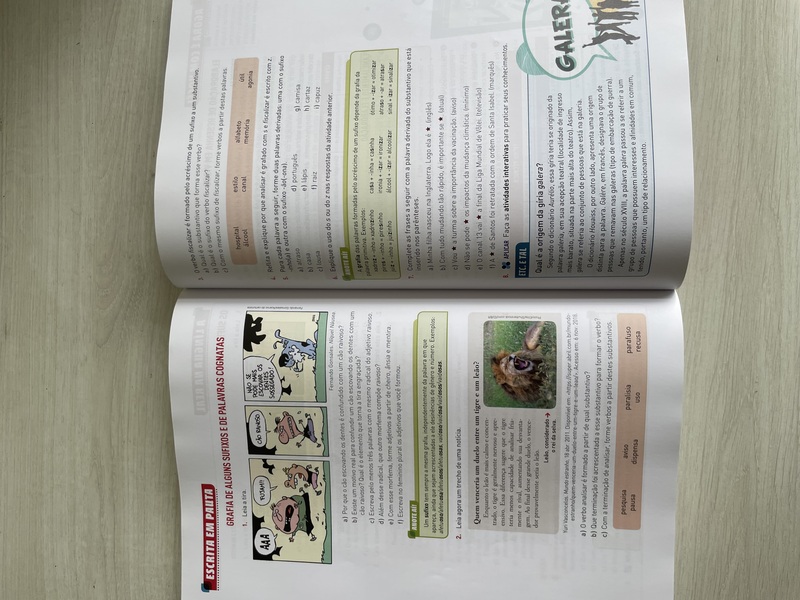 ESCRITA EM PAUTA
GRAFIA DE ALGUNS SUFIXOS E DE PALAVRAS COGNATAS
1. Leia a tira.
AAA
FUJAM!!
CÃO RAIVOSO
NÃO SE
PODE MAIS
ESCOVAR OS
DENTES
SOSSEGADO!
Fernando Gonsales. Níquel Náusea.
a) Por que o cão escovando os dentes é confundido com um cão raivoso?
b) Existe um motivo real para confundir um cão escovando os dentes com um
cão raivoso? Qual é o elemento que torna a tira engraçada?
c) Escreva pelo menos três palavras com o mesmo radical do adjetivo raivoso.
d) Além desse radical, que outro morfema compõe raivoso?
e) Com esse morfema, forme adjetivos a partir de cheiro, ânsia e mentira.
f) Escreva no feminino plural os adjetivos que você formou.
ANOTE AÍ!
Um sufixo tem sempre a mesma grafia, independentemente da palavra em que
apareça, ainda que sejam acrescentadas a ele desinências de gênero e número. Exemplos:
afetuoso/afetuosa/afetuosos/afetuosas, vaidoso/vaidosa/vaidosos/vaidosas.
2. Leia agora um trecho de uma notícia.
Quem venceria um duelo entre um tigre e um leão?
Enquanto o leão é mais calmo e concen-
trado, o tigre é geralmente nervoso e apre-
ensivo. Essa diferença sugere que o tigre
teria menos capacidade de analisar fria-
mente o rival, aumentando sua desvanta-
gem. Ao final desse grande duelo, o vence-
dor provavelmente seria o leão.
Leão, considerado
o rei da selva.
Yuri Vasconcelos. Mundo estranho, 18 abr. 2011. Disponível em: <https://super.abril.com.br/mundo-
estranho/quem-venceria-um-duelo-entre-um-tigre-e-um-leao/>. Acesso em: 6 nov. 2018.
a) O verbo analisar é formado a partir de qual substantivo?
b) Que terminação foi acrescentada a esse substantivo para formar o verbo?
c) Com a terminação de analisar, forme verbos a partir destes substantivos.
pesquisa aviso paralisia parafuso
pausa dispensa uso recusa
3. O verbo fiscalizar é formado pelo acréscimo de um sufixo a um substantivo.
a) Qual é o substantivo que forma esse verbo?
b) Qual é o sufixo do verbo fiscalizar?
c) Com o mesmo sufixo de fiscalizar, forme verbos a partir destas palavras.
hospital estilo alfabeto útil
álcool canal memória agonia
4. Reflita e explique por que analisar é grafado com s e fiscalizar é escrito com z.
5. Para cada palavra a seguir, forme duas palavras derivadas: uma com o sufixo
-inho(a) e outra com o sufixo -ão(-ona).
a) atraso d) português g) camisa
b) casa e) lápis h) cartaz
c) lousa f) raiz i) capuz
6. Explique o uso do s ou do z nas respostas da atividade anterior.
ANOTE AÍ!
A grafia das palavras formadas pelo acréscimo de um sufixo depende da grafia da
palavra primitiva. Exemplos:
xadrez + -inho = xadrezinho casa + -inha = casinha ótimo + -izar = otimizar
pires + -inho = piresinho ironia + -izar = ironizar atraso + -ar = atrasar
juiz + -inho = juizinho álcool + -izar = alcoolizar sinal + -izar = sinalizar
7. Complete as frases a seguir com a palavra derivada do substantivo que está
inserido nos parênteses.
a) Minha filha nasceu na Inglaterra. Logo ela é ★. (inglês)
b) Com tudo mudando tão rápido, é importante se ★. (atual)
c) Vou ★ a turma sobre a importância da vacinação. (aviso)
d) Não se pode ★ os impactos da mudança climática. (mínimo)
e) O canal 13 vai ★ a final da Liga Mundial de Vôlei. (televisão)
f) A ★ de Santos foi retratada com a ordem de Santa Isabel. (marquês)
8. APLICAR Faça as atividades interativas para praticar seus conhecimentos.
ETC. E TAL
Qual é a origem da gíria galera?
Segundo o dicionário Aurélio, essa gíria teria se originado da
palavra galeria, em sua acepção teatral (localidade de ingresso
mais barato, situada na parte mais alta do teatro). Assim,
galera se referia ao conjunto de pessoas que está na galeria.
O dicionário Houaiss, por outro lado, apresenta uma origem
distinta para a palavra. Galère, em francês, designava o grupo de
pessoas que remavam nas galeras (tipo de embarcação de guerra).
Apenas no século XVIII, a palavra galera passou a se referir a um
grupo de pessoas que possuem interesses e afinidades em comum,
tendo, portanto, um tipo de relacionamento.
GALERA